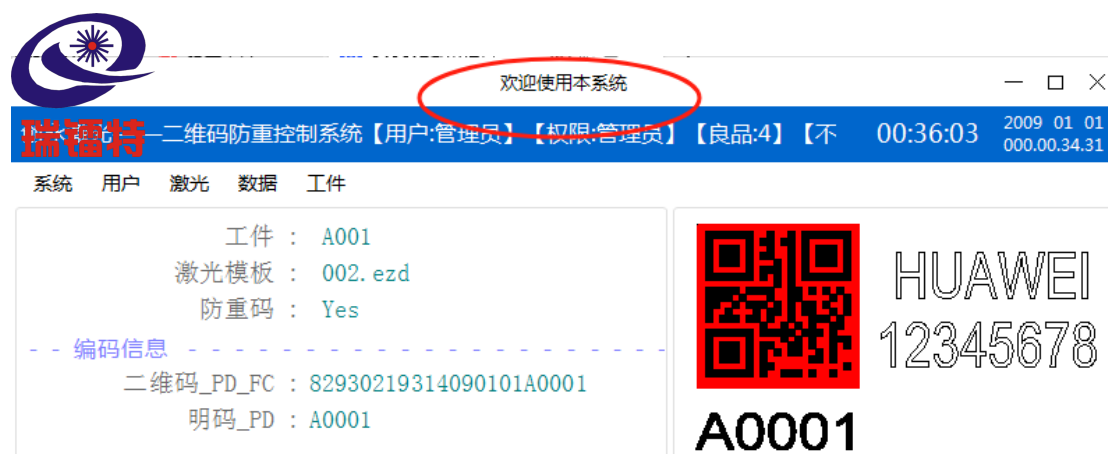 欢迎使用本系统
瑞镭特
二维码防重控制系统【用户:管理员】【权限:管理员】【良品:4】【不
00:36:03
2009 01 01
000.00.34.31
系统 用户 激光 数据 工件
工件 : A001
激光模板 : 002.ezd
防重码 : Yes
- - 编码信息 - - - - - - - - - - - - - - - - - - - -
二维码_PD_FC : 82930219314090101A0001
明码_PD : A0001
HUAWEI
12345678
A0001